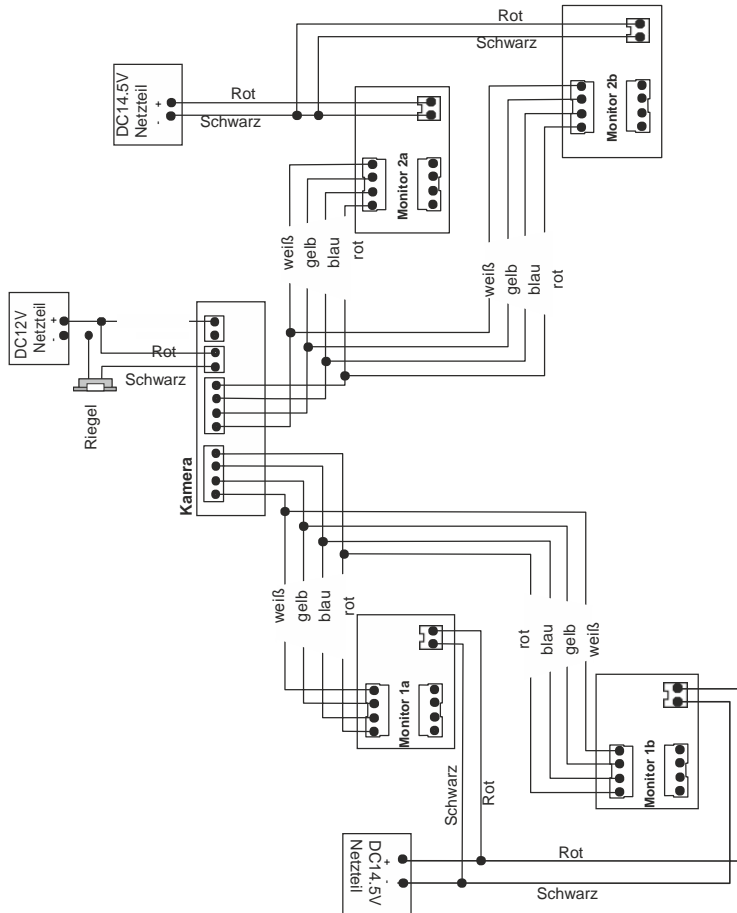 Rot
Schwarz
DC14.5V
Netzteil
+
-
Rot
Schwarz
Monitor 2b
Monitor 2a
weiß
gelb
blau
rot
weiß
gelb
blau
rot
DC12V
Netzteil
+
-
Rot
Schwarz
Riegel
Kamera
weiß
gelb
blau
rot
rot
blau
gelb
weiß
Monitor 1a
Monitor 1b
Schwarz
Rot
DC14.5V
Netzteil
+
-
Rot
Schwarz